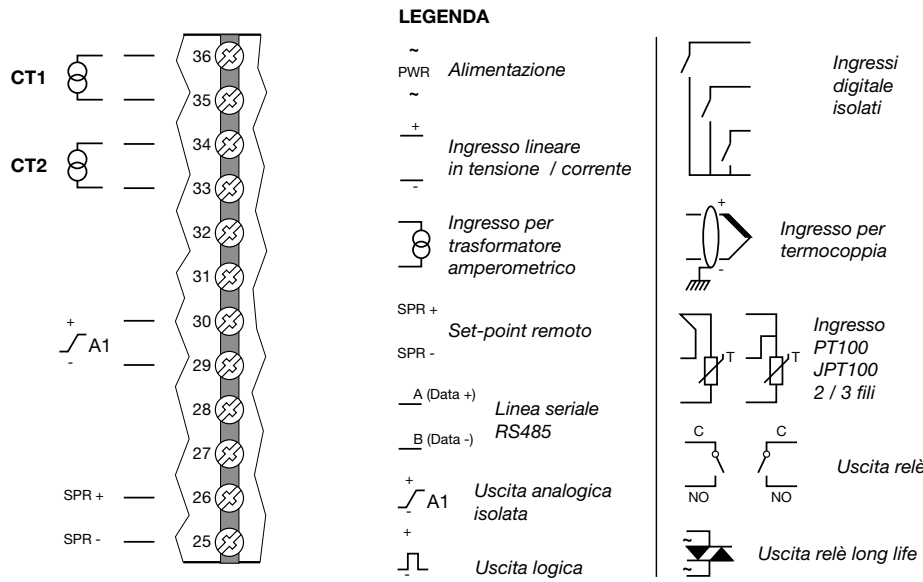 LEGENDA
CT1
36
35
CT2
34
33
32
31
+
A1
-
30
29
28
27
SPR +
26
SPR -
25
~
PWR
~
Alimentazione
+
-
Ingresso lineare
in tensione / corrente
Ingresso per
trasformatore
amperometrico
SPR +
SPR -
Set-point remoto
A (Data +)
B (Data -)
Linea seriale
RS485
+
A1
-
Uscita analogica
isolata
+
-
Uscita logica
Ingressi
digitale
isolati
+
-
Ingresso per
termocoppia
T
T
Ingresso
PT100
JPT100
2 / 3 fili
C
NO
C
NO
Uscita relè
~
~
Uscita relè long life